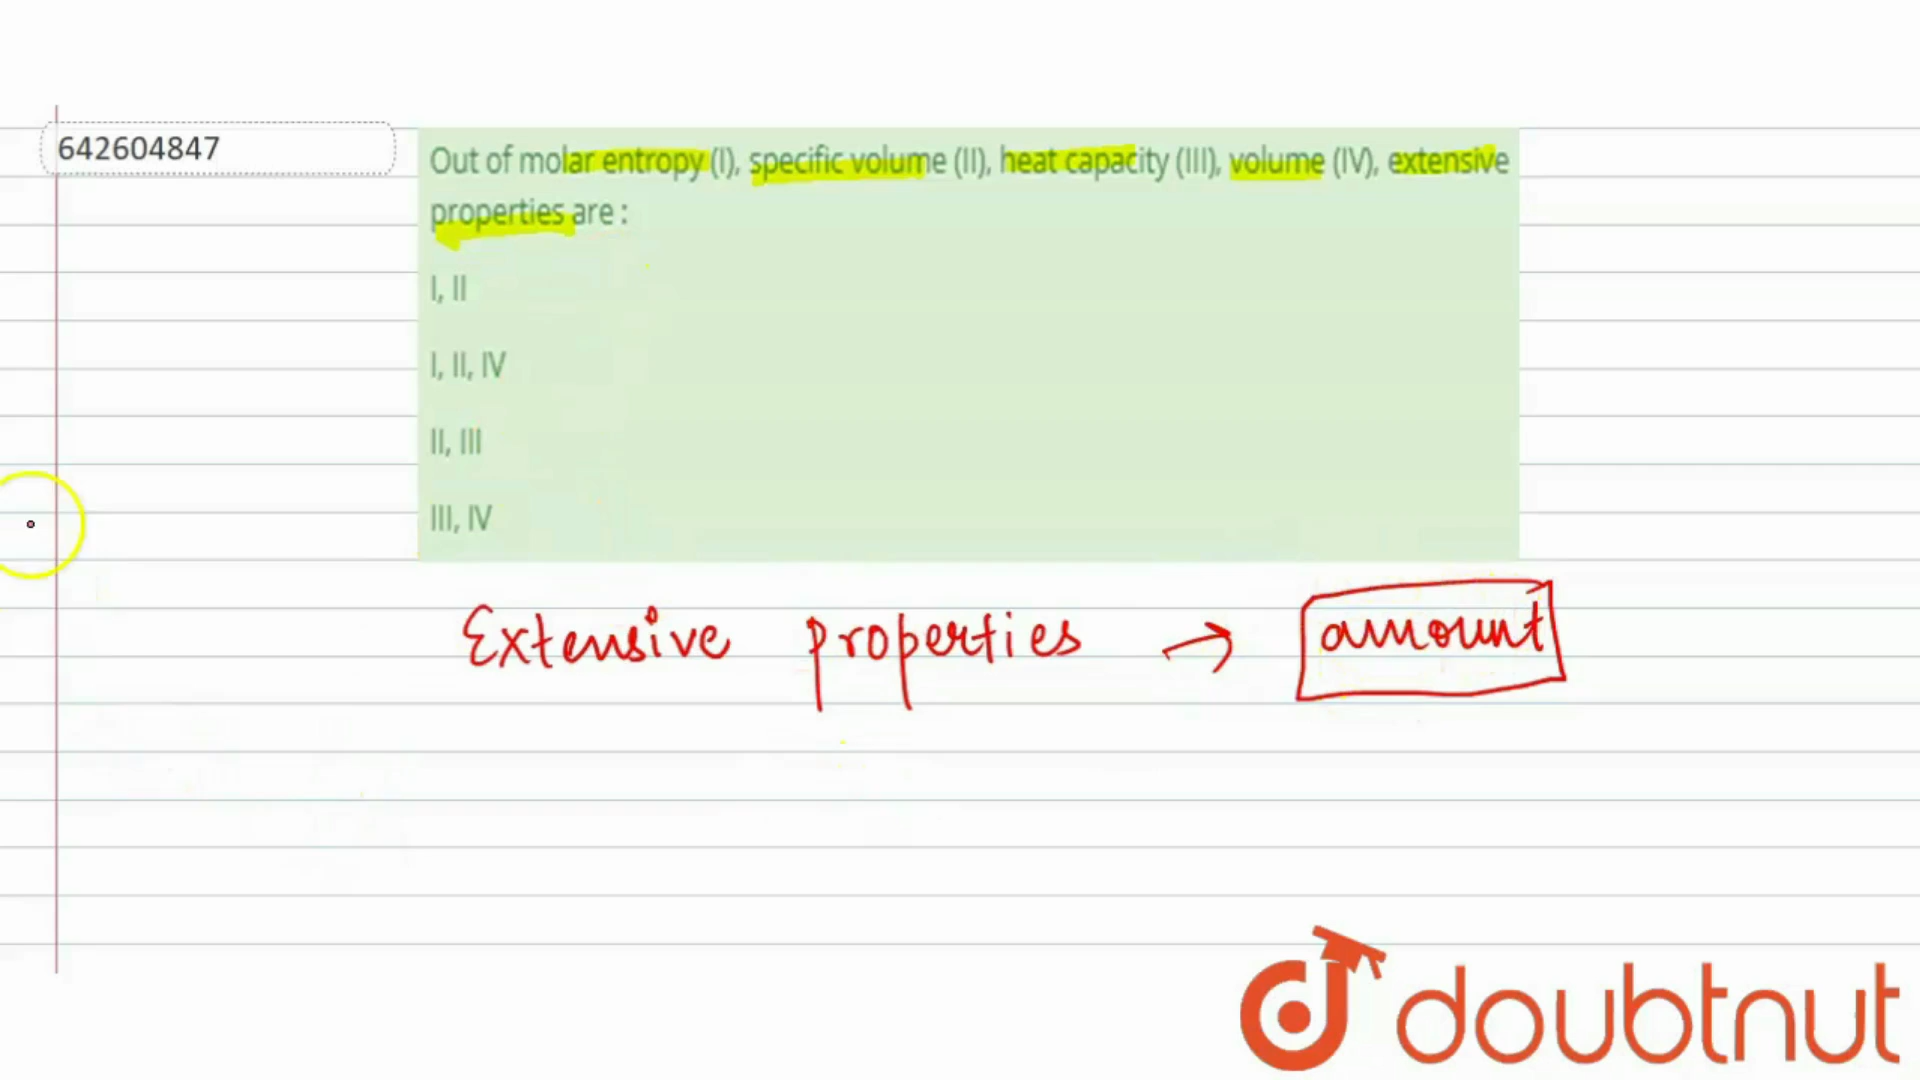 642604847
Out of molar entropy (I), specific volume (II), heat capacity (III), volume (IV), extensive
properties are :
I, II
I, II, IV
II, III
III, IV
Extensive properties → amount
doubtnut